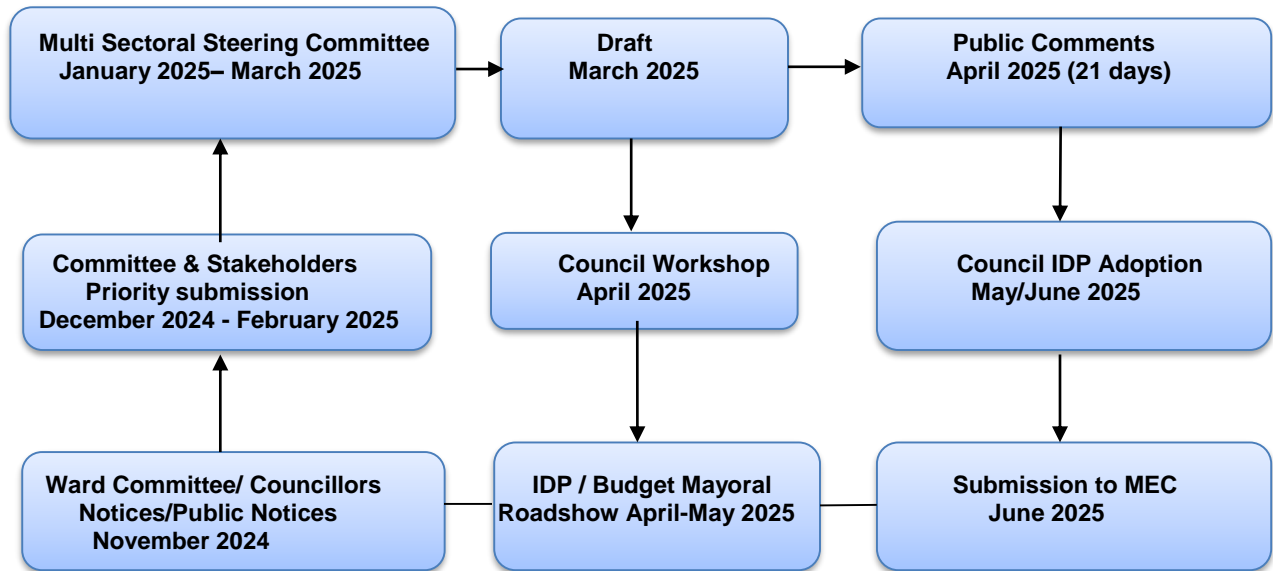 Multi Sectoral Steering Committee
January 2025– March 2025
Draft
March 2025
Public Comments
April 2025 (21 days)
Committee & Stakeholders
Priority submission
December 2024 - February 2025
Council Workshop
April 2025
Council IDP Adoption
May/June 2025
Ward Committee/ Councillors
Notices/Public Notices
November 2024
IDP / Budget Mayoral
Roadshow April-May 2025
Submission to MEC
June 2025